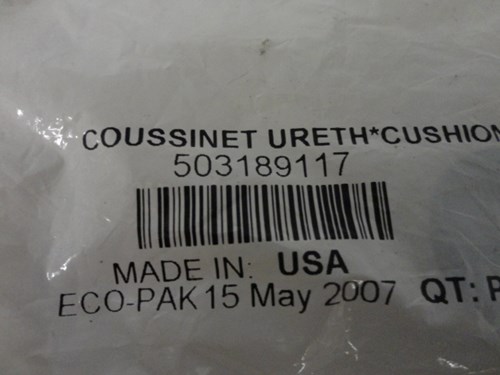 COUSSINET URETH*CUSHION
503189117
MADE IN: USA
ECO-PAK 15 May 2007 QT: